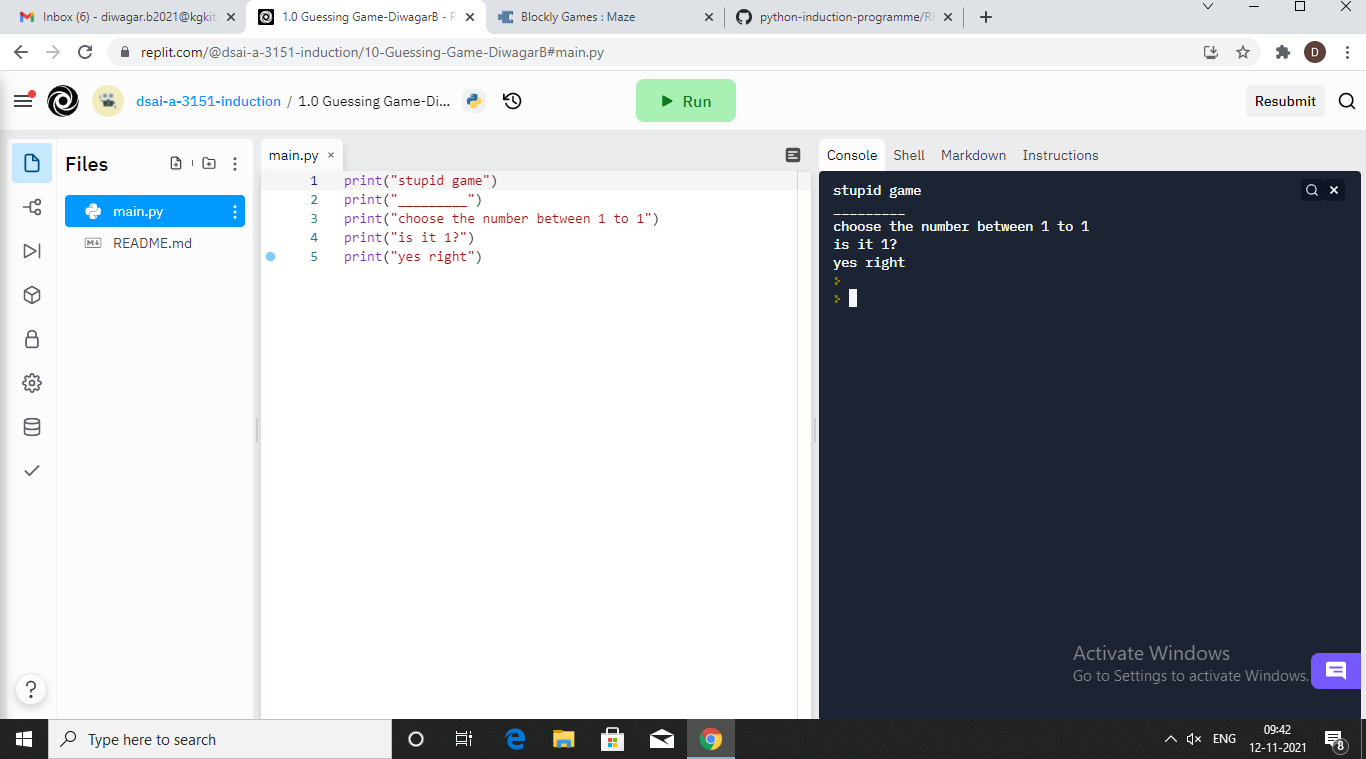 Inbox (6) - diwagar.b2021@kgkit
1.0 Guessing Game-DiwagarB - R
Blockly Games : Maze
python-induction-programme/RE
replit.com/@dsai-a-3151-induction/10-Guessing-Game-DiwagarB#main.py
D
dsai-a-3151-induction / 1.0 Guessing Game-Di...
Run
Resubmit
Files
main.py
README.md
main.py ×
1 print("stupid game")
2 print("_________")
3 print("choose the number between 1 to 1")
4 print("is it 1?")
5 print("yes right")
Console Shell Markdown Instructions
stupid game
_________
choose the number between 1 to 1
is it 1?
yes right
Activate Windows
Go to Settings to activate Windows.
?
Type here to search
ENG
09:42
12-11-2021
8